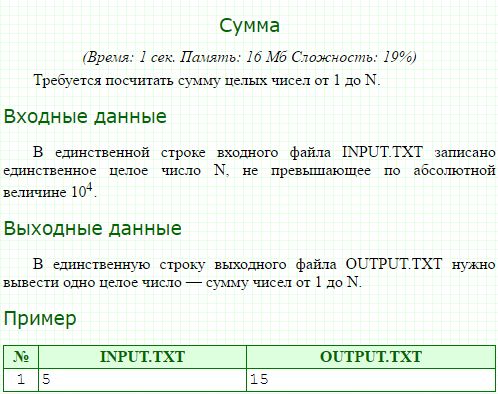 Сумма
(Время: 1 сек. Память: 16 Мб Сложность: 19%)
Требуется посчитать сумму целых чисел от 1 до N.
Входные данные
В единственной строке входного файла INPUT.TXT записано
единственное целое число N, не превышающее по абсолютной
величине 10⁴.
Выходные данные
В единственную строку выходного файла OUTPUT.TXT нужно
вывести одно целое число — сумму чисел от 1 до N.
Пример
№ INPUT.TXT OUTPUT.TXT
1 5 15